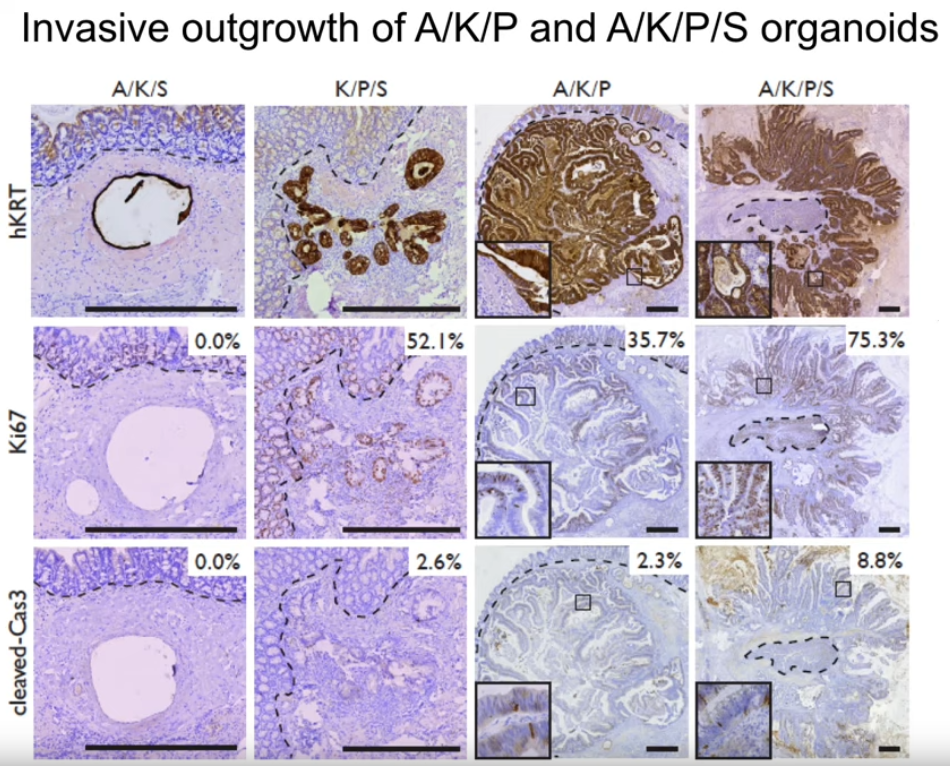 Invasive outgrowth of A/K/P and A/K/P/S organoids
A/K/S K/P/S A/K/P A/K/P/S
hKRT
Ki67
0.0% 52.1% 35.7% 75.3%
cleaved-Cas3
0.0% 2.6% 2.3% 8.8%